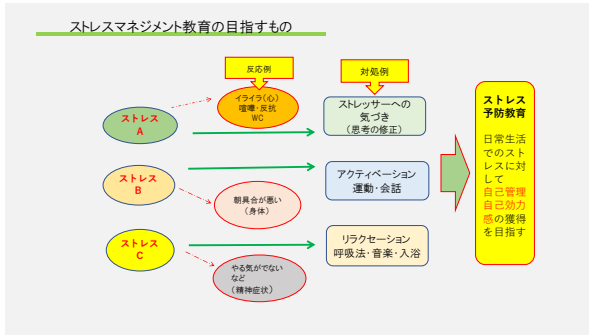 ストレスマネジメント教育の目指すもの
反応例
対処例
イライラ(心)
喧嘩・反抗
WC
ストレス
A
ストレッサーへの
気づき
(思考の修正)
ストレス
B
朝具合が悪い
(身体)
アクティベーション
運動・会話
ストレス
C
やる気がでない
など
(精神症状)
リラクセーション
呼吸法・音楽・入浴
ストレス
予防教育
日常生活
でのスト
レスに対
して
自己管理
自己効力
感の獲得
を目指す